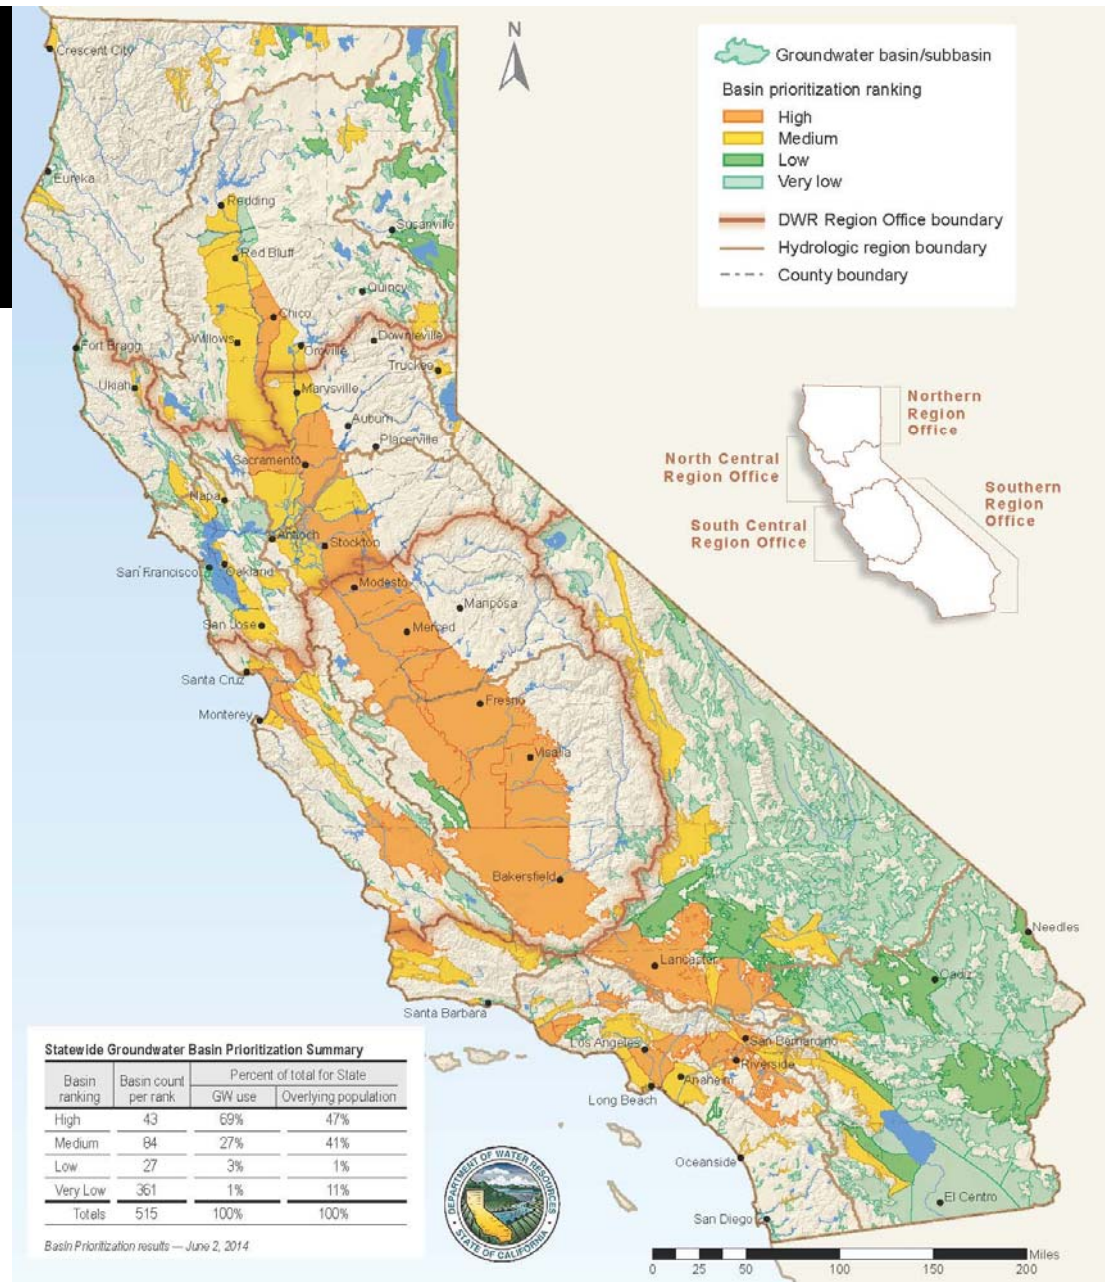 N
Groundwater basin/subbasin
Basin prioritization ranking
High
Medium
Low
Very low
DWR Region Office boundary
Hydrologic region boundary
County boundary
Crescent City
Eureka
Redding
Red Bluff
Susanville
Quincy
Chico
Willows
Oroville
Downieville
Fort Bragg
Truckee
Ukiah
Marysville
Auburn
Placerville
Sacramento
Napa
Antioch
Stockton
San Francisco
Oakland
Modesto
Mariposa
Merced
San Jose
Santa Cruz
Fresno
Monterey
Visalia
Bakersfield
Needles
Lancaster
Cadiz
Santa Barbara
Los Angeles
San Bernardino
Riverside
Anaheim
Long Beach
Oceanside
El Centro
San Diego
Northern
Region
Office
North Central
Region Office
Southern
Region
Office
South Central
Region Office
Statewide Groundwater Basin Prioritization Summary
Basin ranking Basin count per rank Percent of total for State
GW use Overlying population
High 43 69% 47%
Medium 84 27% 41%
Low 27 3% 1%
Very Low 361 1% 11%
Totals 515 100% 100%
Basin Prioritization results — June 2, 2014
DEPARTMENT OF WATER RESOURCES
STATE OF CALIFORNIA
Miles
0 25 50 100 150 200